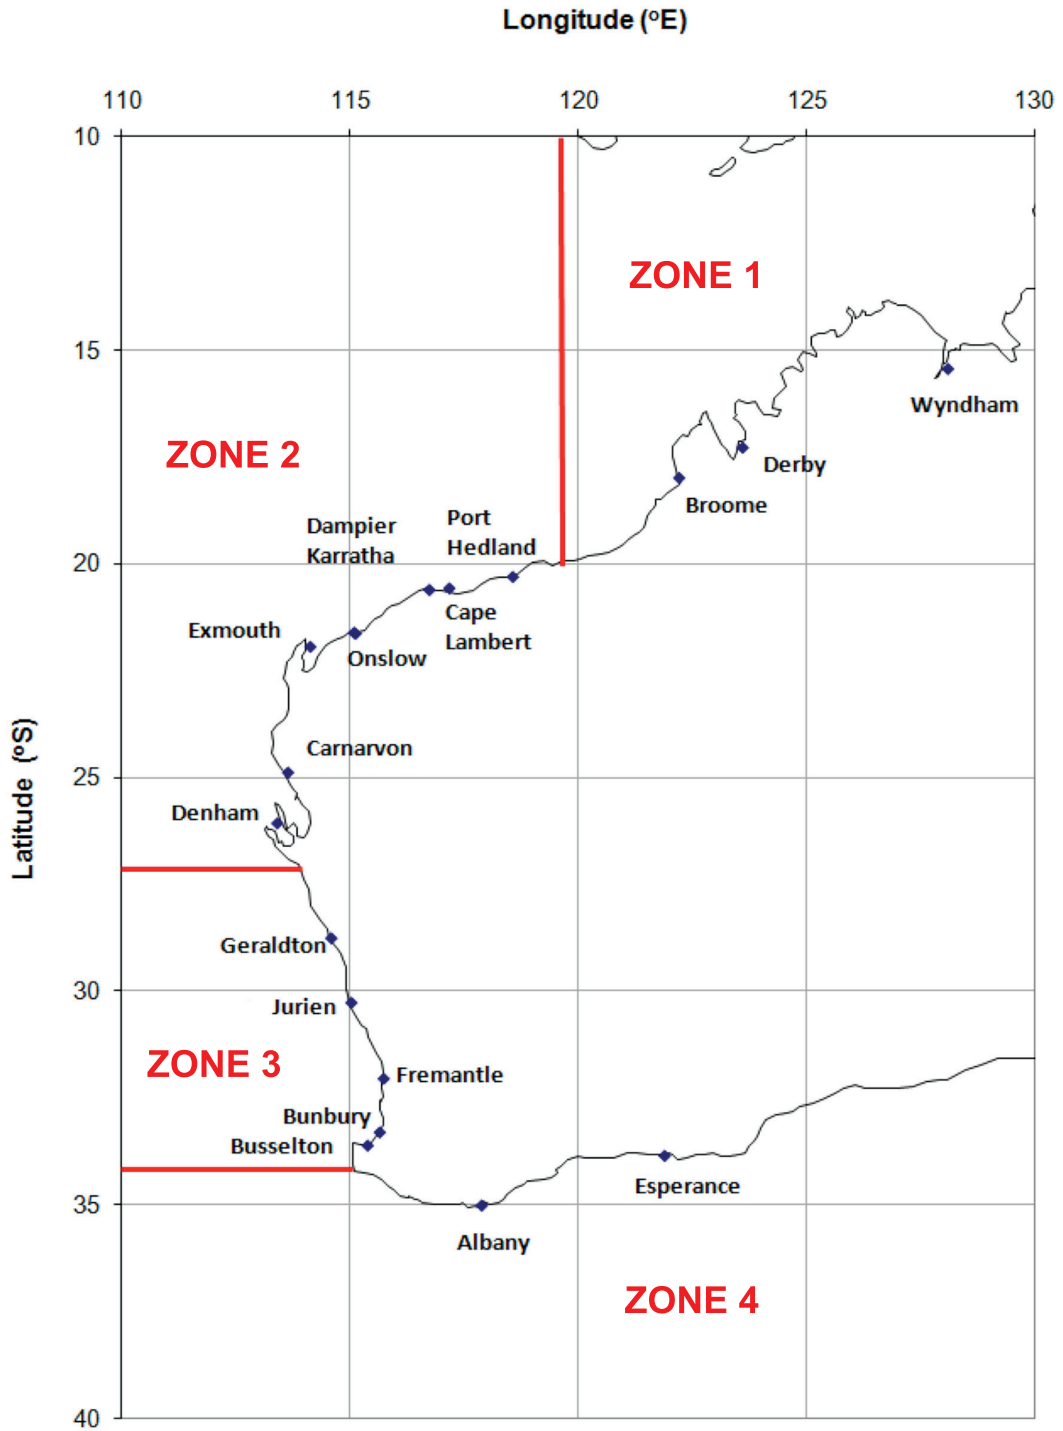 Longitude (ºE)
110 115 120 125 130
10
ZONE 1
15
Wyndham
ZONE 2
Derby
Broome
Dampier
Karratha
Port
Hedland
20
Cape
Lambert
Exmouth
Onslow
Latitude (ºS)
Carnarvon
25
Denham
Geraldton
30
Jurien
ZONE 3
Fremantle
Bunbury
Busselton
Esperance
35
Albany
ZONE 4
40